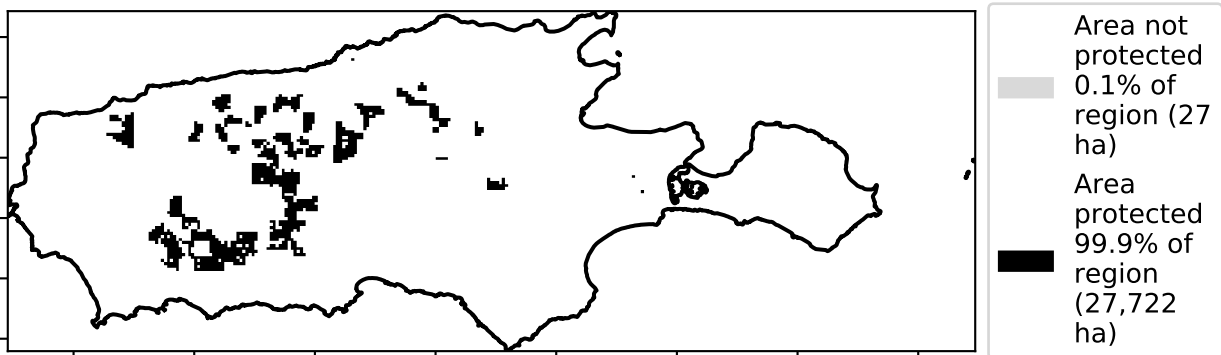 Area not
protected
0.1% of
region (27
ha)
Area
protected
99.9% of
region
(27,722
ha)